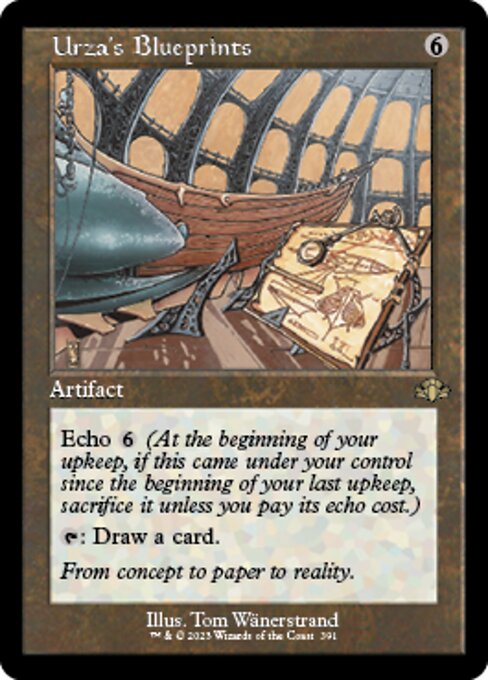 Urza's Blueprints 6
Artifact
Echo 6 (At the beginning of your
upkeep, if this came under your control
since the beginning of your last upkeep,
sacrifice it unless you pay its echo cost.)
: Draw a card.
From concept to paper to reality.
Illus. Tom Wänerstrand
™ & © 2023 Wizards of the Coast 391